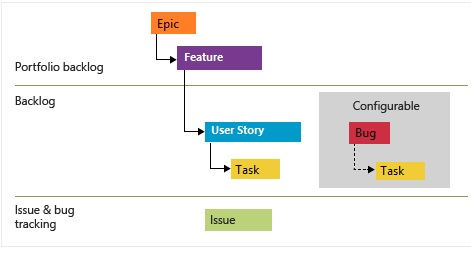 Epic
Feature
Portfolio backlog
Backlog
Configurable
User Story
Bug
Task
Task
Issue & bug
tracking
Issue